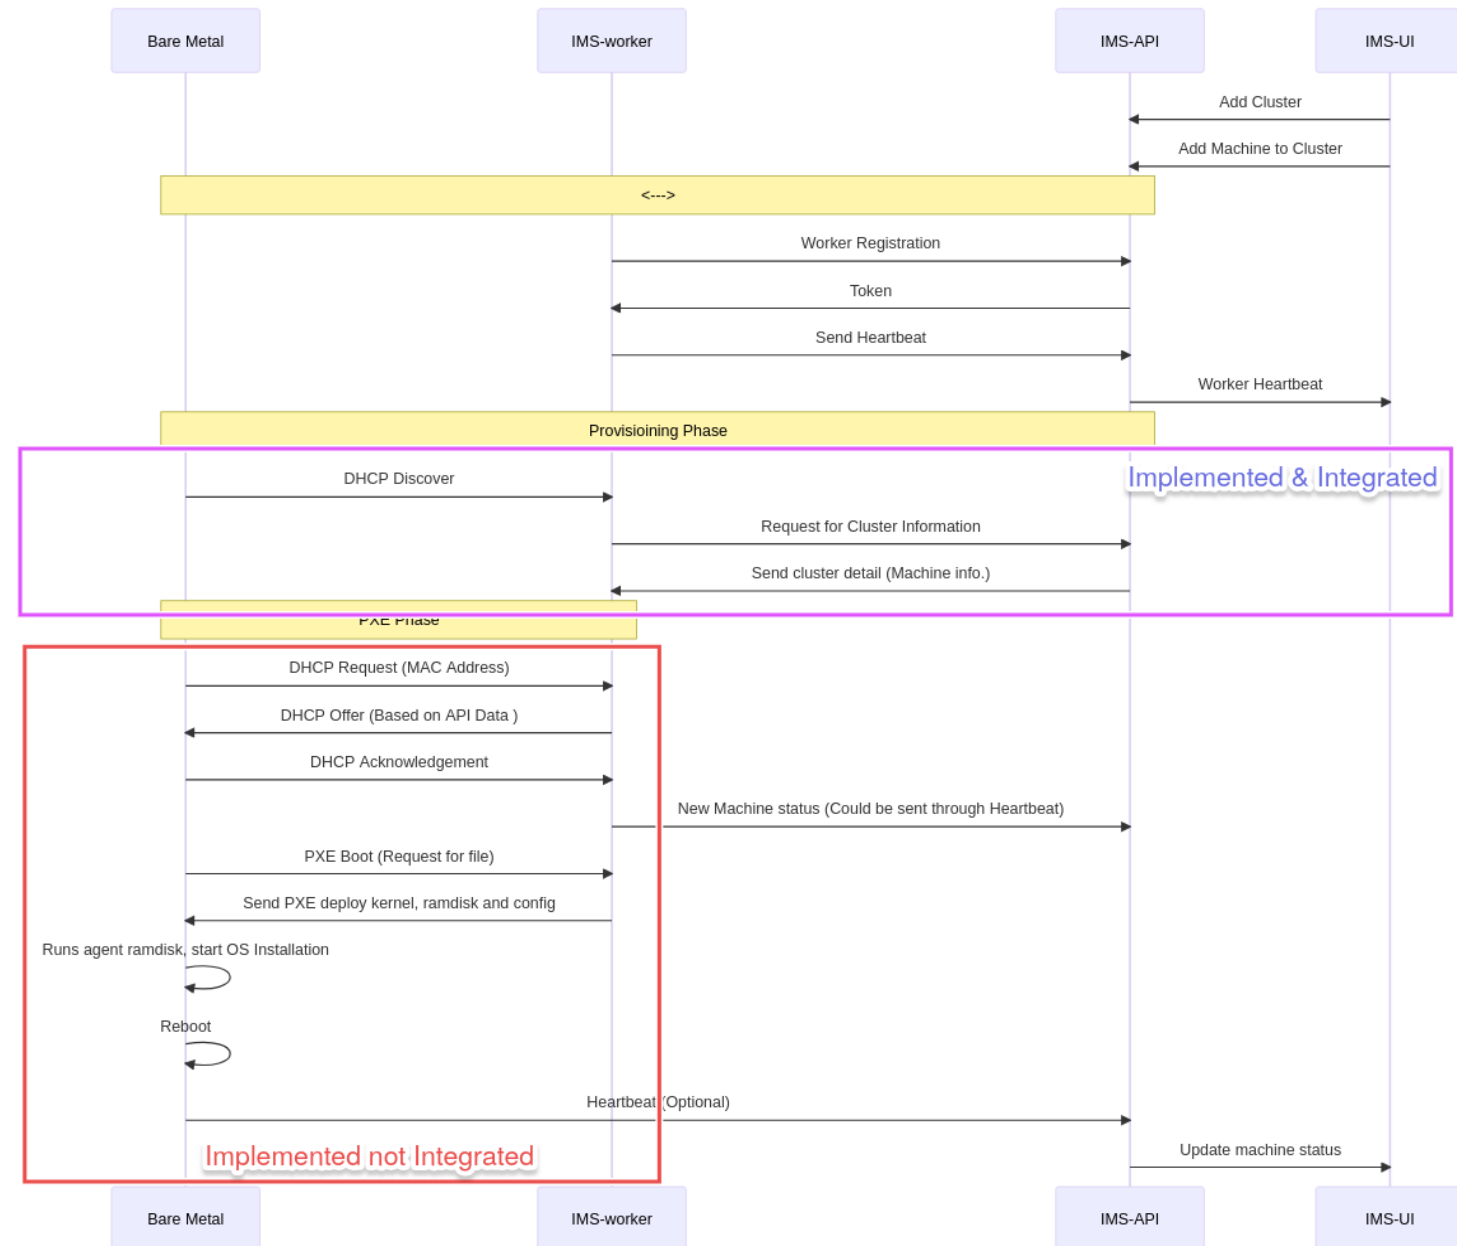 Bare Metal
IMS-worker
IMS-API
IMS-UI
Add Cluster
Add Machine to Cluster
<--->
Worker Registration
Token
Send Heartbeat
Worker Heartbeat
Provisioining Phase
DHCP Discover
Implemented & Integrated
Request for Cluster Information
Send cluster detail (Machine info.)
PXE Phase
DHCP Request (MAC Address)
DHCP Offer (Based on API Data )
DHCP Acknowledgement
New Machine status (Could be sent through Heartbeat)
PXE Boot (Request for file)
Send PXE deploy kernel, ramdisk and config
Runs agent ramdisk, start OS Installation
Reboot
Heartbeat (Optional)
Implemented not Integrated
Update machine status
Bare Metal
IMS-worker
IMS-API
IMS-UI